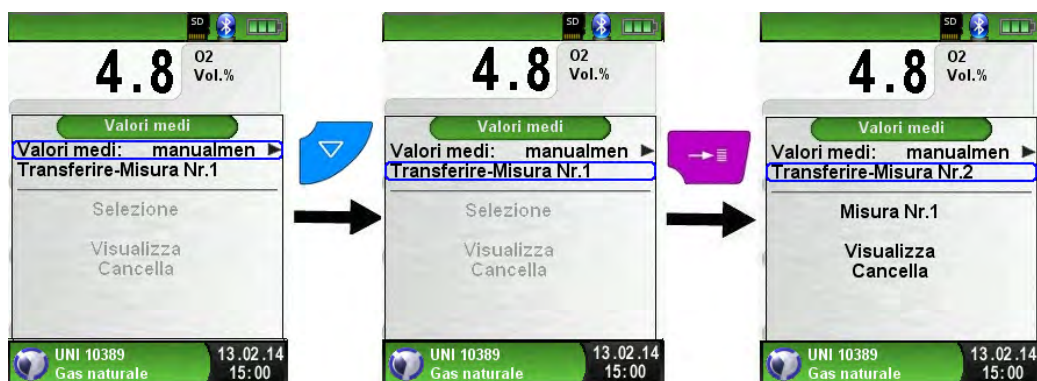 SD
4.8 O2
Vol.%
Valori medi
Valori medi: manualmen
Transferire-Misura Nr.1
Selezione
Visualizza
Cancella
UNI 10389 13.02.14
Gas naturale 15:00
SD
4.8 O2
Vol.%
Valori medi
Valori medi: manualmen
Transferire-Misura Nr.1
Selezione
Visualizza
Cancella
UNI 10389 13.02.14
Gas naturale 15:00
SD
4.8 O2
Vol.%
Valori medi
Valori medi: manualmen
Transferire-Misura Nr.2
Misura Nr.1
Visualizza
Cancella
UNI 10389 13.02.14
Gas naturale 15:00